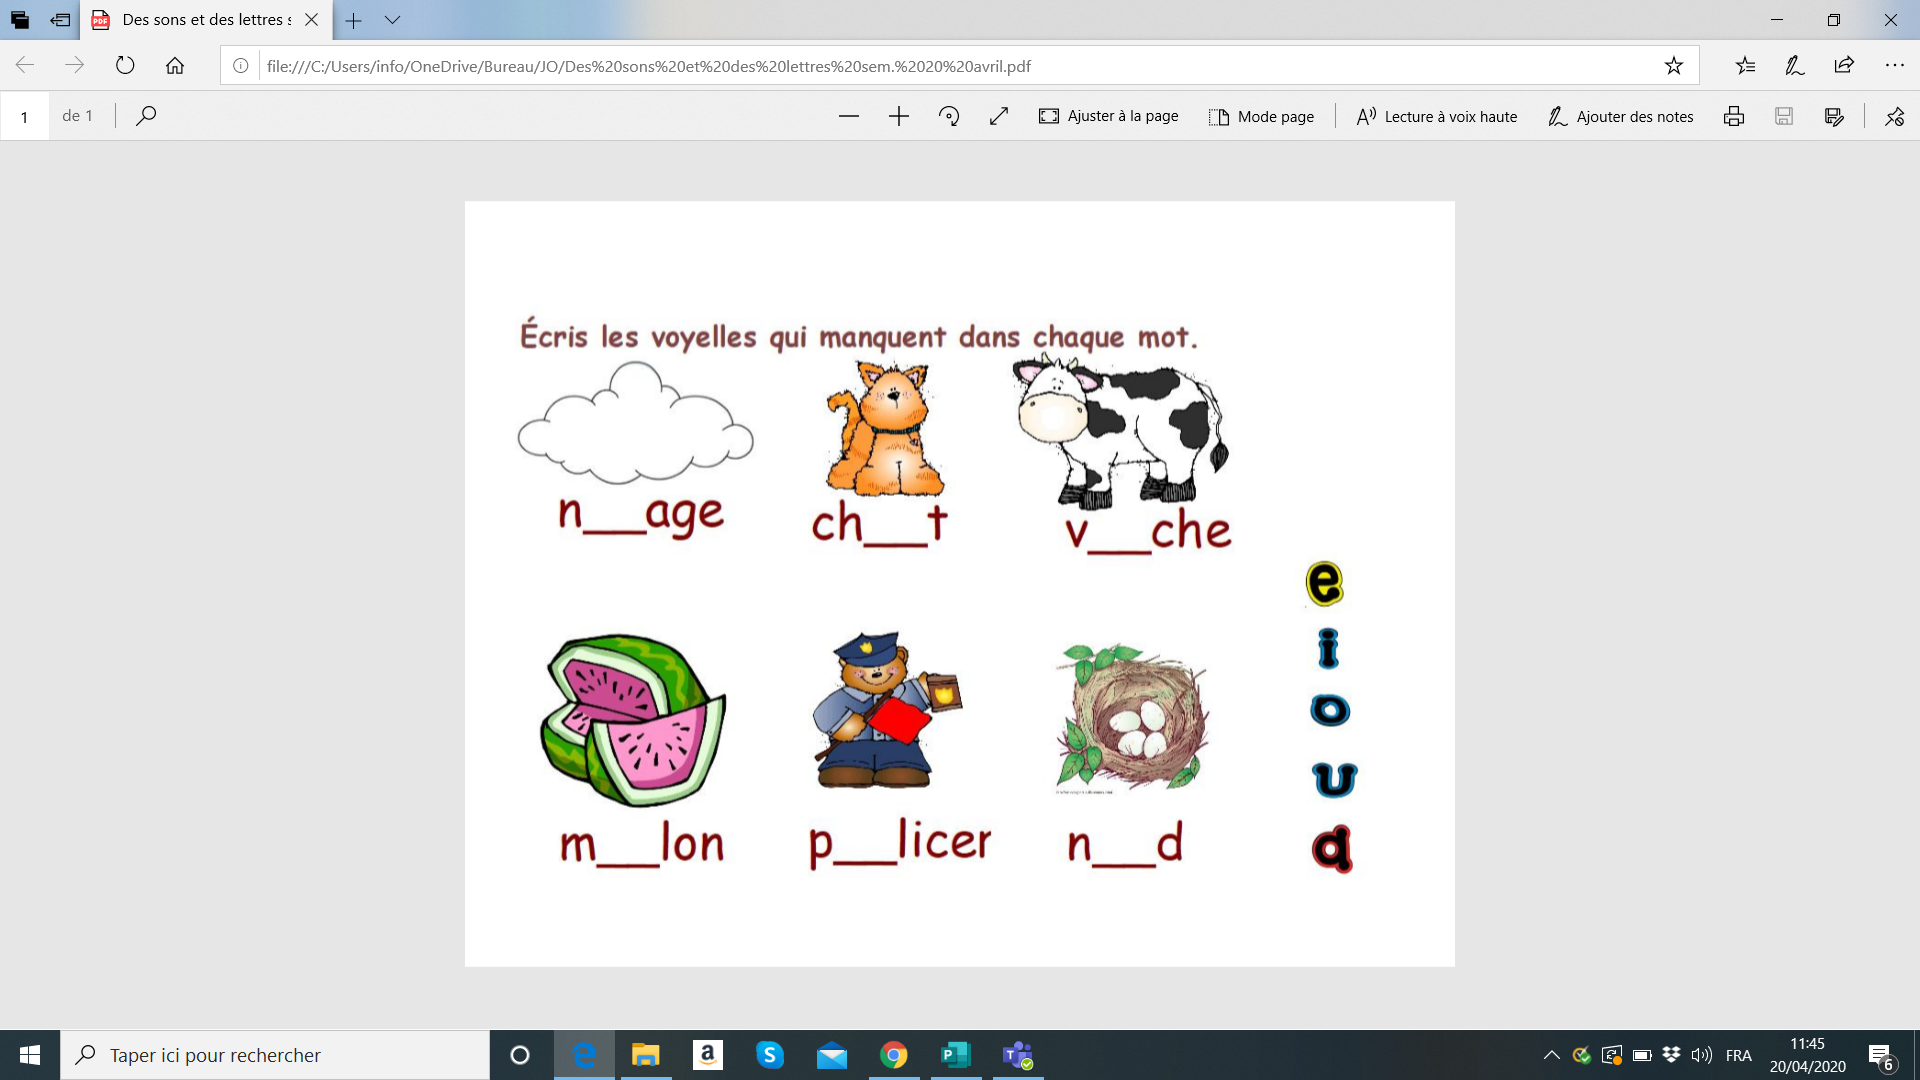 Des sons et des lettres s
file:///C:/Users/info/OneDrive/Bureau/JO/Des%20sons%20et%20des%20lettres%20sem.%2020%20avril.pdf
1 de 1 Ajuster à la page Mode page Lecture à voix haute Ajouter des notes
Écris les voyelles qui manquent dans chaque mot.
n__age ch__t v__che
e
i
o
u
a
m__lon p__licer n__d
Taper ici pour rechercher
FRA
11:45
20/04/2020
6